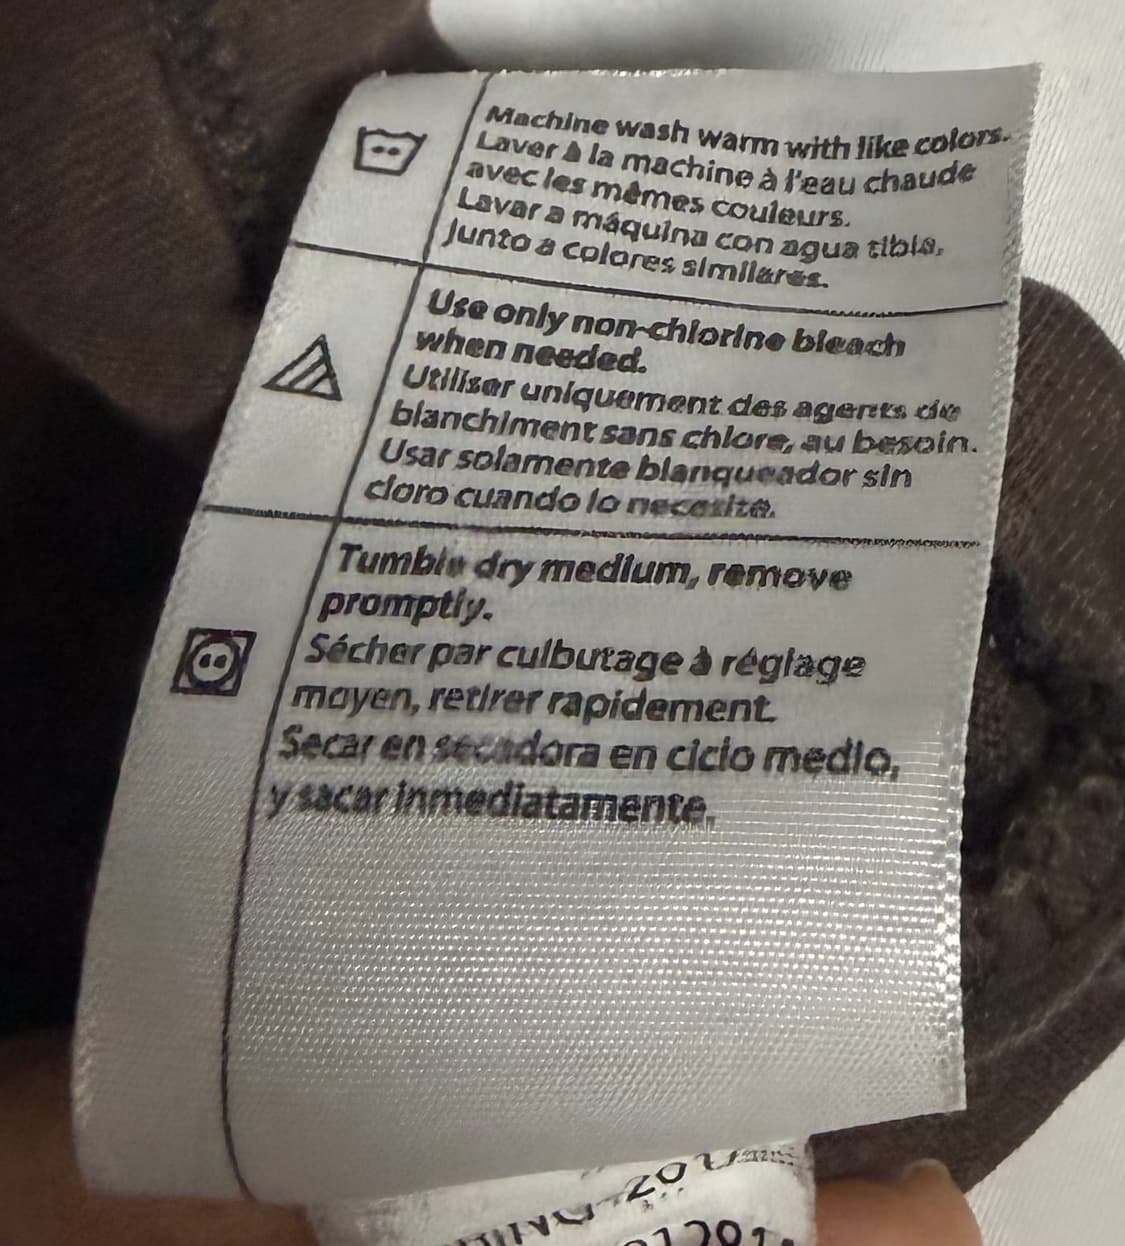 Machine wash warm with like colors.
Laver à la machine à l'eau chaude
avec les mêmes couleurs.
Lavar a máquina con agua tibia.
Junto a colores similares.
Use only non-chlorine bleach
when needed.
Utiliser uniquement des agents de
blanchiment sans chlore, au besoin.
Usar solamente blanqueador sin
cloro cuando lo necesite.
Tumble dry medium, remove
promptly.
Sécher par culbutage à réglage
moyen, retirer rapidement.
Secar en secadora en ciclo medio,
y sacar inmediatamente.